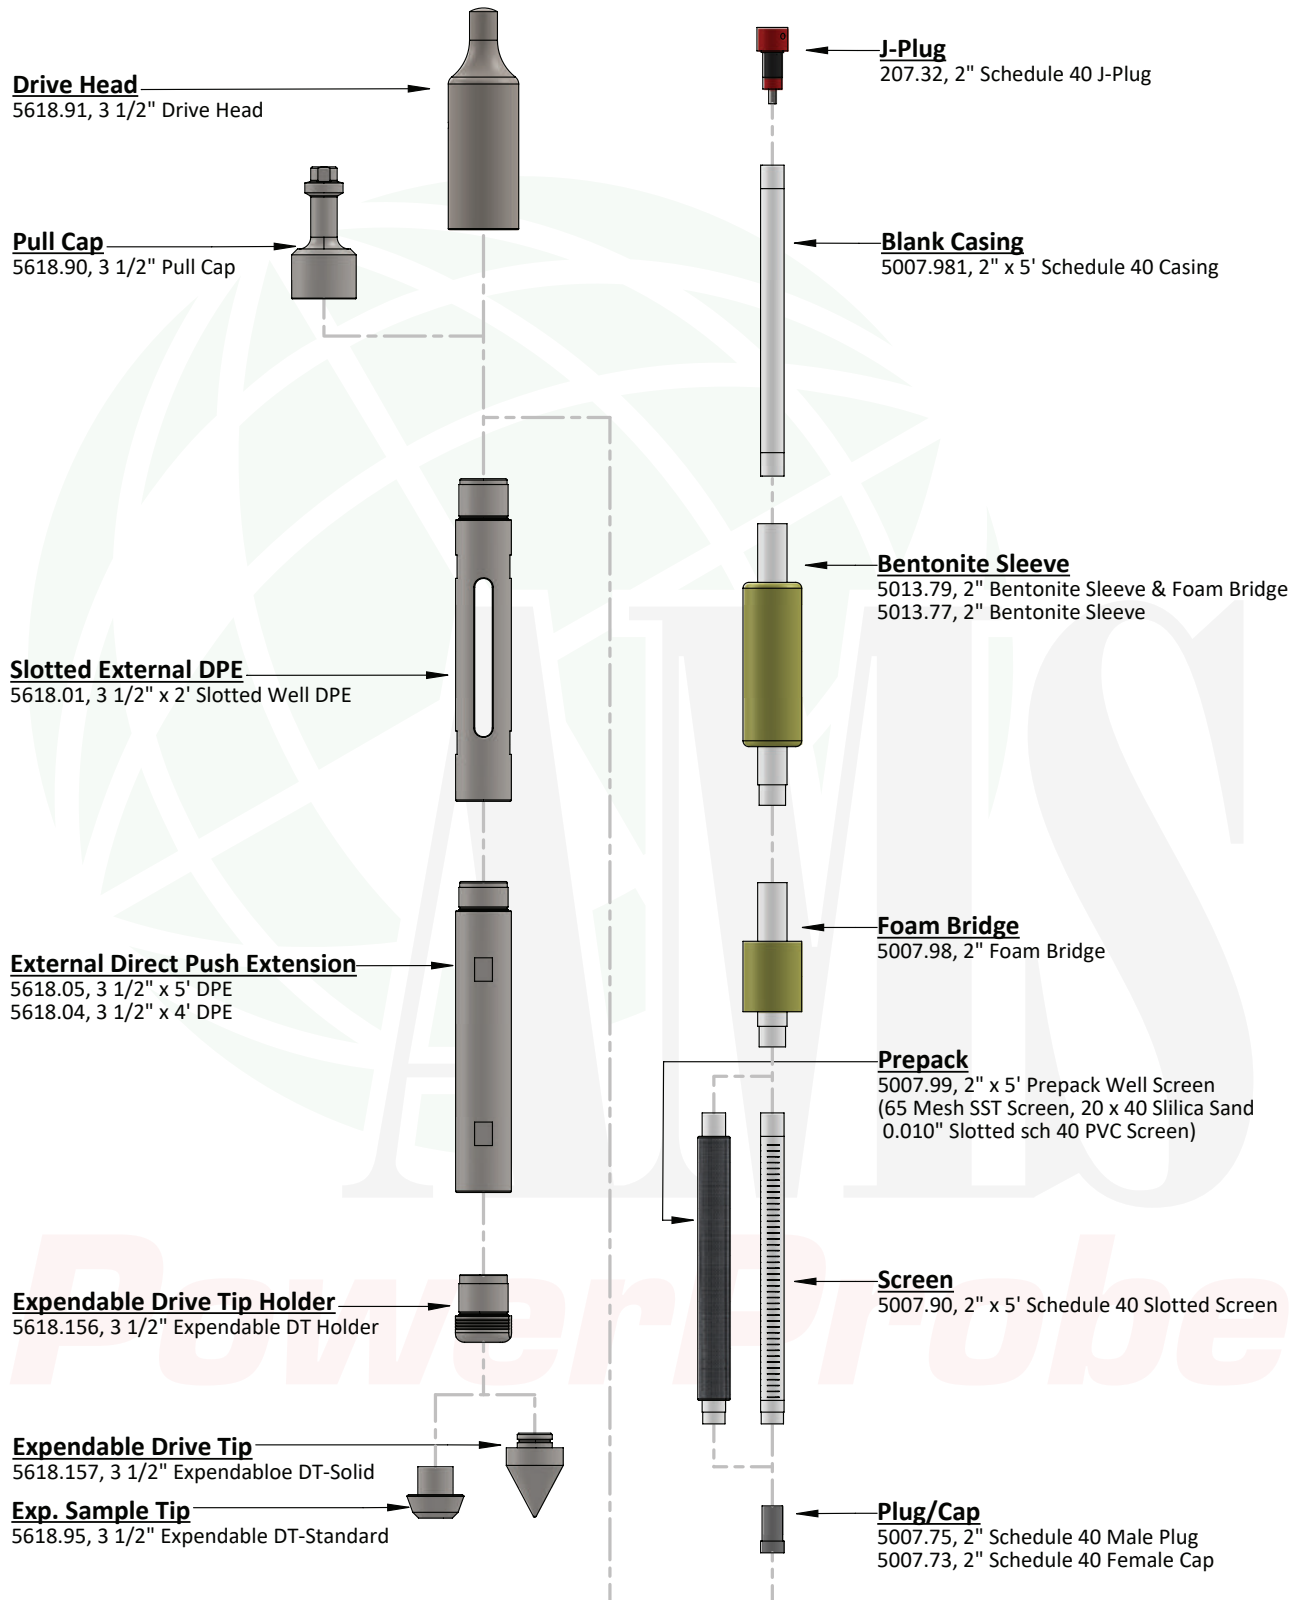 Drive Head
5618.91, 3 1/2" Drive Head
Pull Cap
5618.90, 3 1/2" Pull Cap
Slotted External DPE
5618.01, 3 1/2" x 2' Slotted Well DPE
External Direct Push Extension
5618.05, 3 1/2" x 5' DPE
5618.04, 3 1/2" x 4' DPE
Expendable Drive Tip Holder
5618.156, 3 1/2" Expendable DT Holder
Expendable Drive Tip
5618.157, 3 1/2" Expendabloe DT-Solid
Exp. Sample Tip
5618.95, 3 1/2" Expendable DT-Standard
J-Plug
207.32, 2" Schedule 40 J-Plug
Blank Casing
5007.981, 2" x 5' Schedule 40 Casing
Bentonite Sleeve
5013.79, 2" Bentonite Sleeve & Foam Bridge
5013.77, 2" Bentonite Sleeve
Foam Bridge
5007.98, 2" Foam Bridge
Prepack
5007.99, 2" x 5' Prepack Well Screen
(65 Mesh SST Screen, 20 x 40 Slilica Sand
0.010" Slotted sch 40 PVC Screen)
Screen
5007.90, 2" x 5' Schedule 40 Slotted Screen
Plug/Cap
5007.75, 2" Schedule 40 Male Plug
5007.73, 2" Schedule 40 Female Cap
AMS
PowerProbe